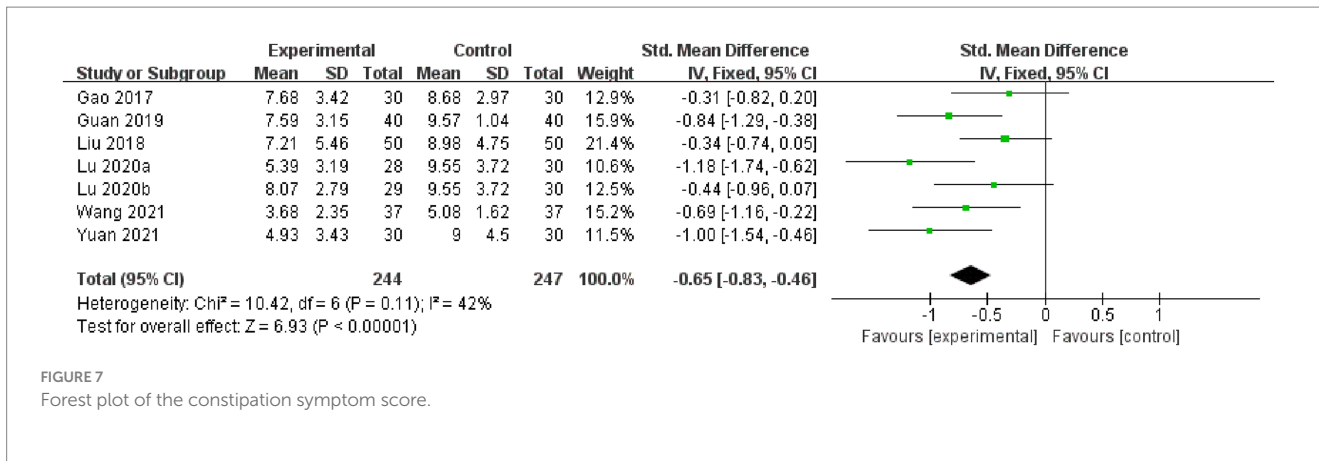 Experimental Control Std. Mean Difference Std. Mean Difference
Study or Subgroup Mean SD Total Mean SD Total Weight IV, Fixed, 95% CI IV, Fixed, 95% CI
Gao 2017 7.68 3.42 30 8.68 2.97 30 12.9% -0.31 [-0.82, 0.20]
Guan 2019 7.59 3.15 40 9.57 1.04 40 15.9% -0.84 [-1.29, -0.38]
Liu 2018 7.21 5.46 50 8.98 4.75 50 21.4% -0.34 [-0.74, 0.05]
Lu 2020a 5.39 3.19 28 9.55 3.72 30 10.6% -1.18 [-1.74, -0.62]
Lu 2020b 8.07 2.79 29 9.55 3.72 30 12.5% -0.44 [-0.96, 0.07]
Wang 2021 3.68 2.35 37 5.08 1.62 37 15.2% -0.69 [-1.16, -0.22]
Yuan 2021 4.93 3.43 30 9 4.5 30 11.5% -1.00 [-1.54, -0.46]
Total (95% CI) 244 247 100.0% -0.65 [-0.83, -0.46]
Heterogeneity: Chi² = 10.42, df = 6 (P = 0.11); I² = 42%
Test for overall effect: Z = 6.93 (P < 0.00001)
-1 -0.5 0 0.5 1
Favours [experimental] Favours [control]
FIGURE 7
Forest plot of the constipation symptom score.